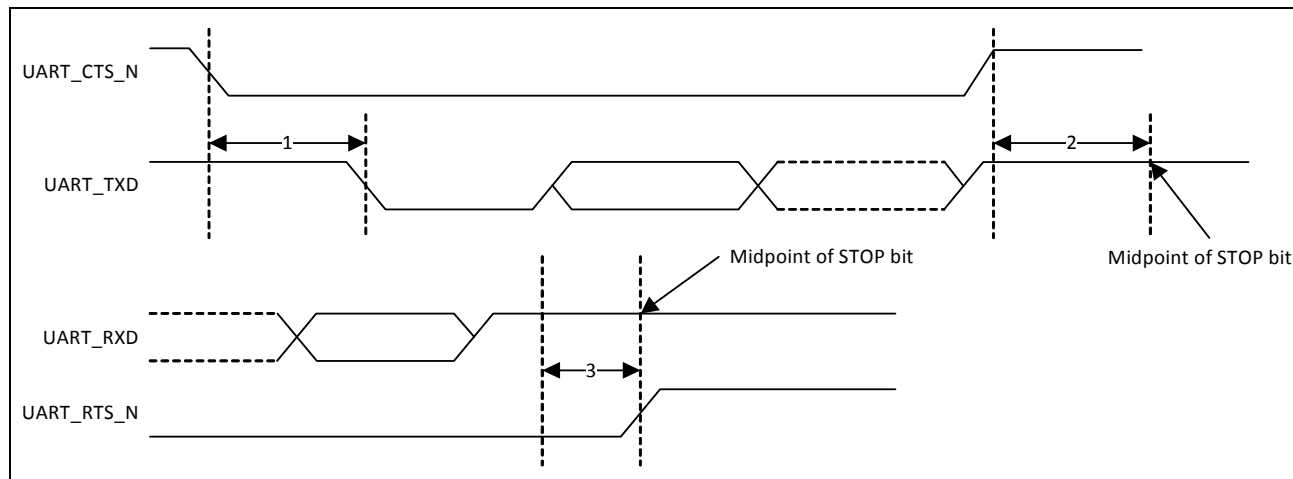 UART_CTS_N
1
2
UART_TXD
Midpoint of STOP bit
Midpoint of STOP bit
UART_RXD
3
UART_RTS_N